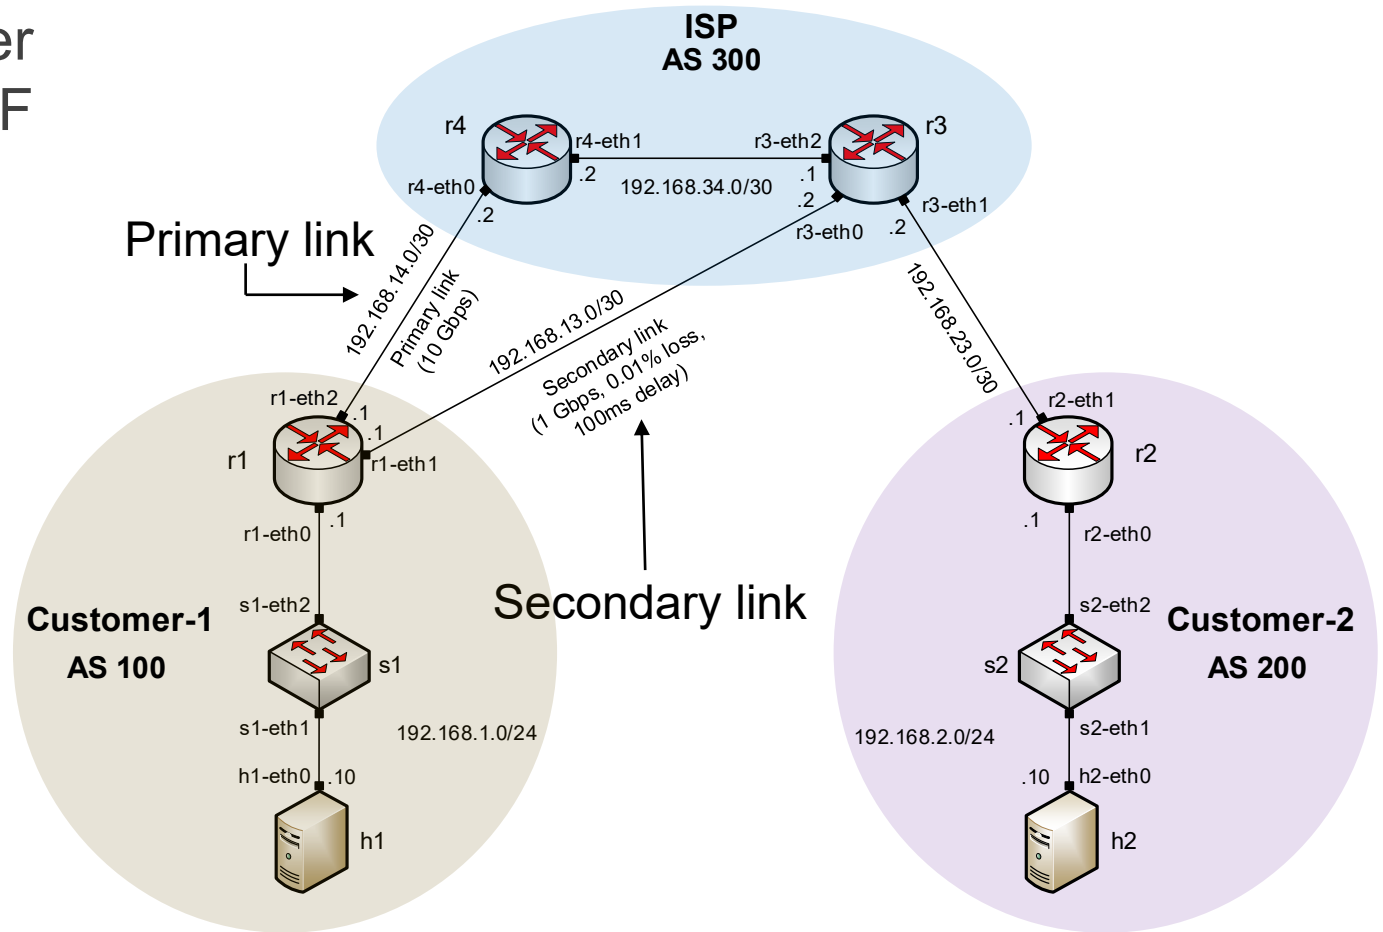 er
F
ISP
AS 300
r4
r3
r4-eth1
r3-eth2
.2
.1
192.168.34.0/30
r4-eth0
.2
.2
r3-eth0
r3-eth1
.2
Primary link
192.168.14.0/30
Primary link
(10 Gbps)
192.168.13.0/30
Secondary link
(1 Gbps, 0.01% loss,
100ms delay)
192.168.23.0/30
r1-eth2
.1
.1
r1-eth1
r1
r2-eth1
.1
r2
.1
r1-eth0
.1
r2-eth0
Secondary link
Customer-1
AS 100
s1-eth2
s1
s1-eth1
192.168.1.0/24
h1-eth0
.10
h1
s2-eth2
Customer-2
AS 200
s2
192.168.2.0/24
s2-eth1
.10
h2-eth0
h2